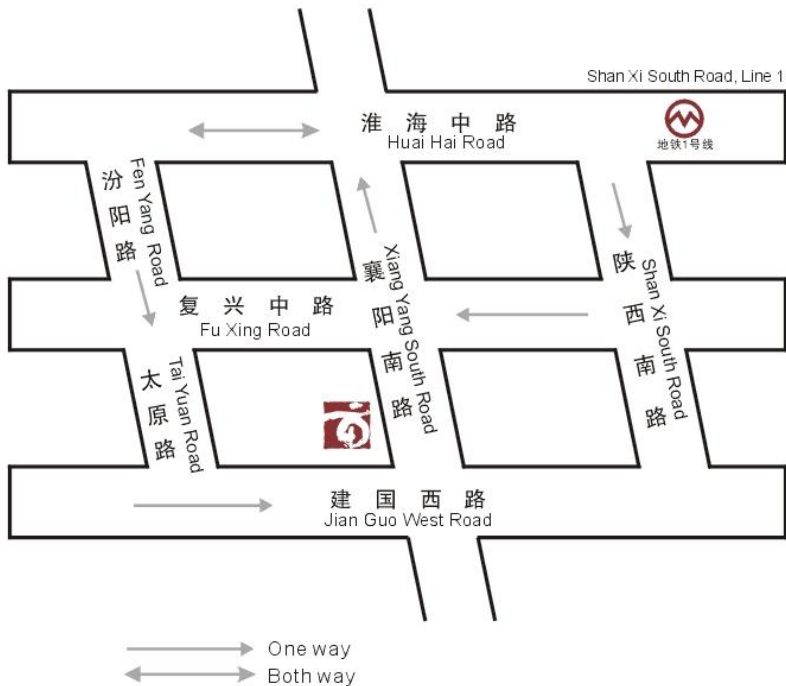 Shan Xi South Road, Line 1
淮海中路
Huai Hai Road
地铁1号线
汾阳路
Fen Yang Road
襄阳南路
Xiang Yang South Road
陕西南路
Shan Xi South Road
复兴中路
Fu Xing Road
太原路
Tai Yuan Road
建国西路
Jian Guo West Road
One way
Both way